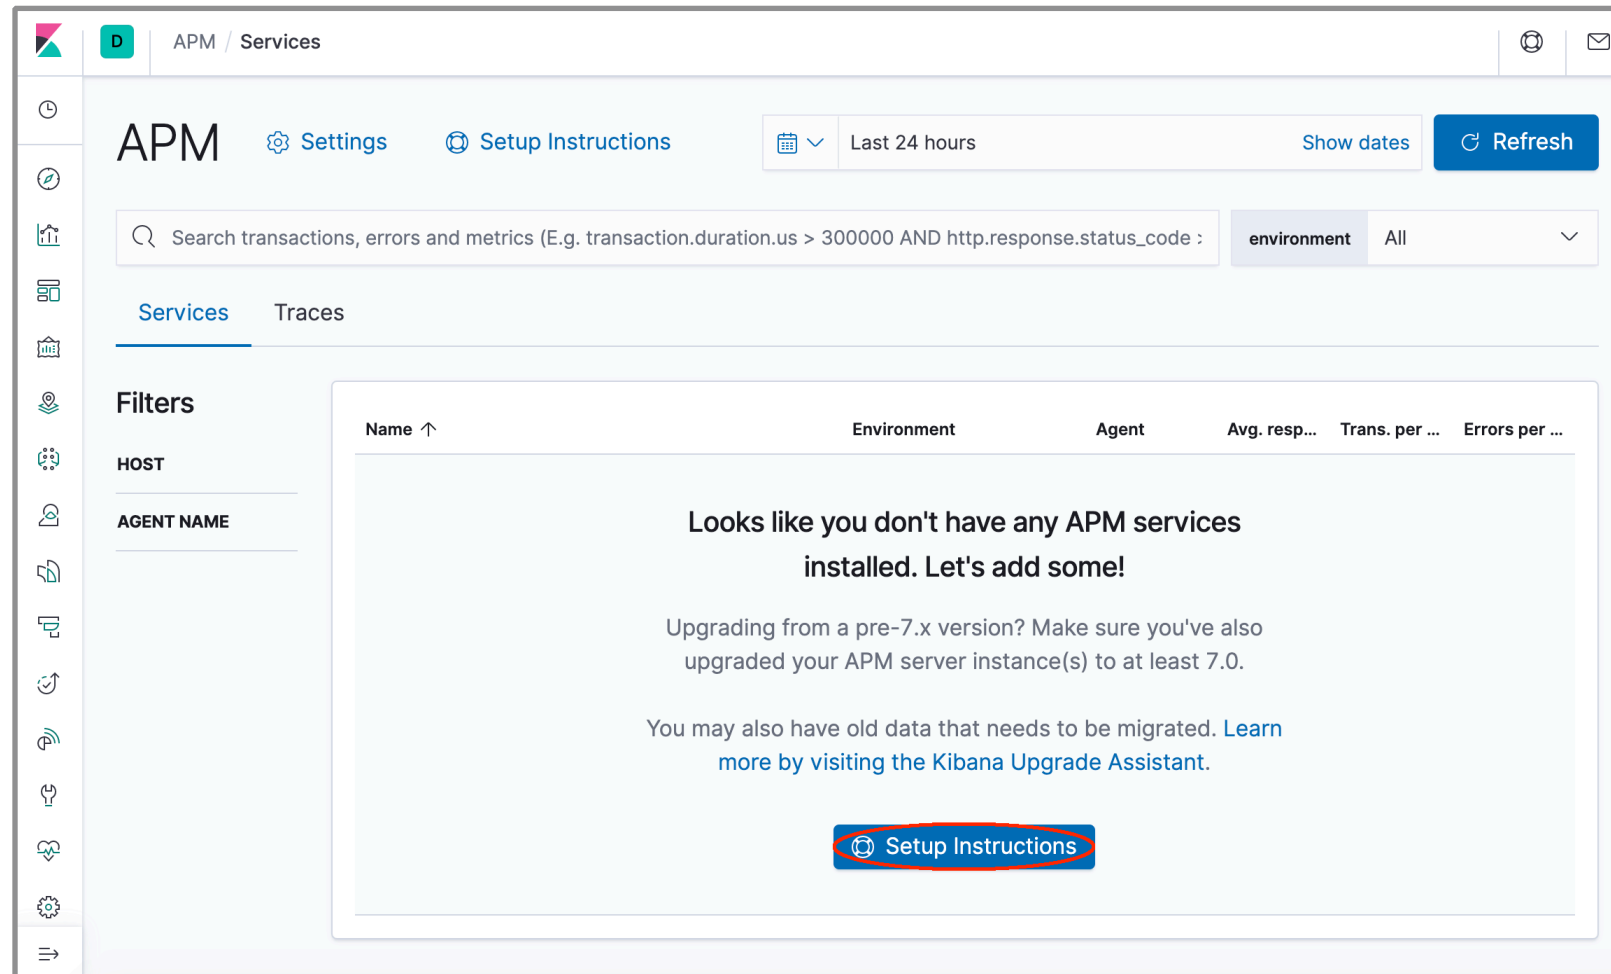 D
APM / Services
APM
Settings
Setup Instructions
Last 24 hours
Show dates
Refresh
Search transactions, errors and metrics (E.g. transaction.duration.us > 300000 AND http.response.status_code >
environment
All
Services
Traces
Filters
HOST
AGENT NAME
Name
Environment
Agent
Avg. resp...
Trans. per ...
Errors per ...
Looks like you don't have any APM services
installed. Let's add some!
Upgrading from a pre-7.x version? Make sure you've also
upgraded your APM server instance(s) to at least 7.0.
You may also have old data that needs to be migrated. Learn
more by visiting the Kibana Upgrade Assistant.
Setup Instructions